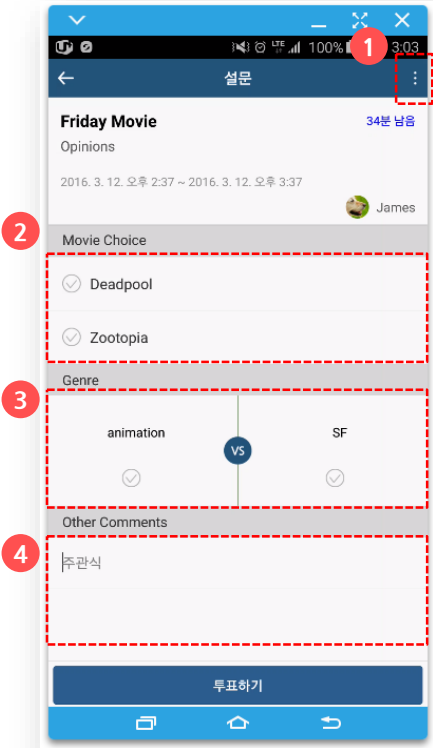 LTE 100% 1 3:03
설문
Friday Movie 34분 남음
Opinions
2016. 3. 12. 오후 2:37 ~ 2016. 3. 12. 오후 3:37
James
2
Movie Choice
Deadpool
Zootopia
Genre
3
animation VS SF
Other Comments
4
주관식
투표하기